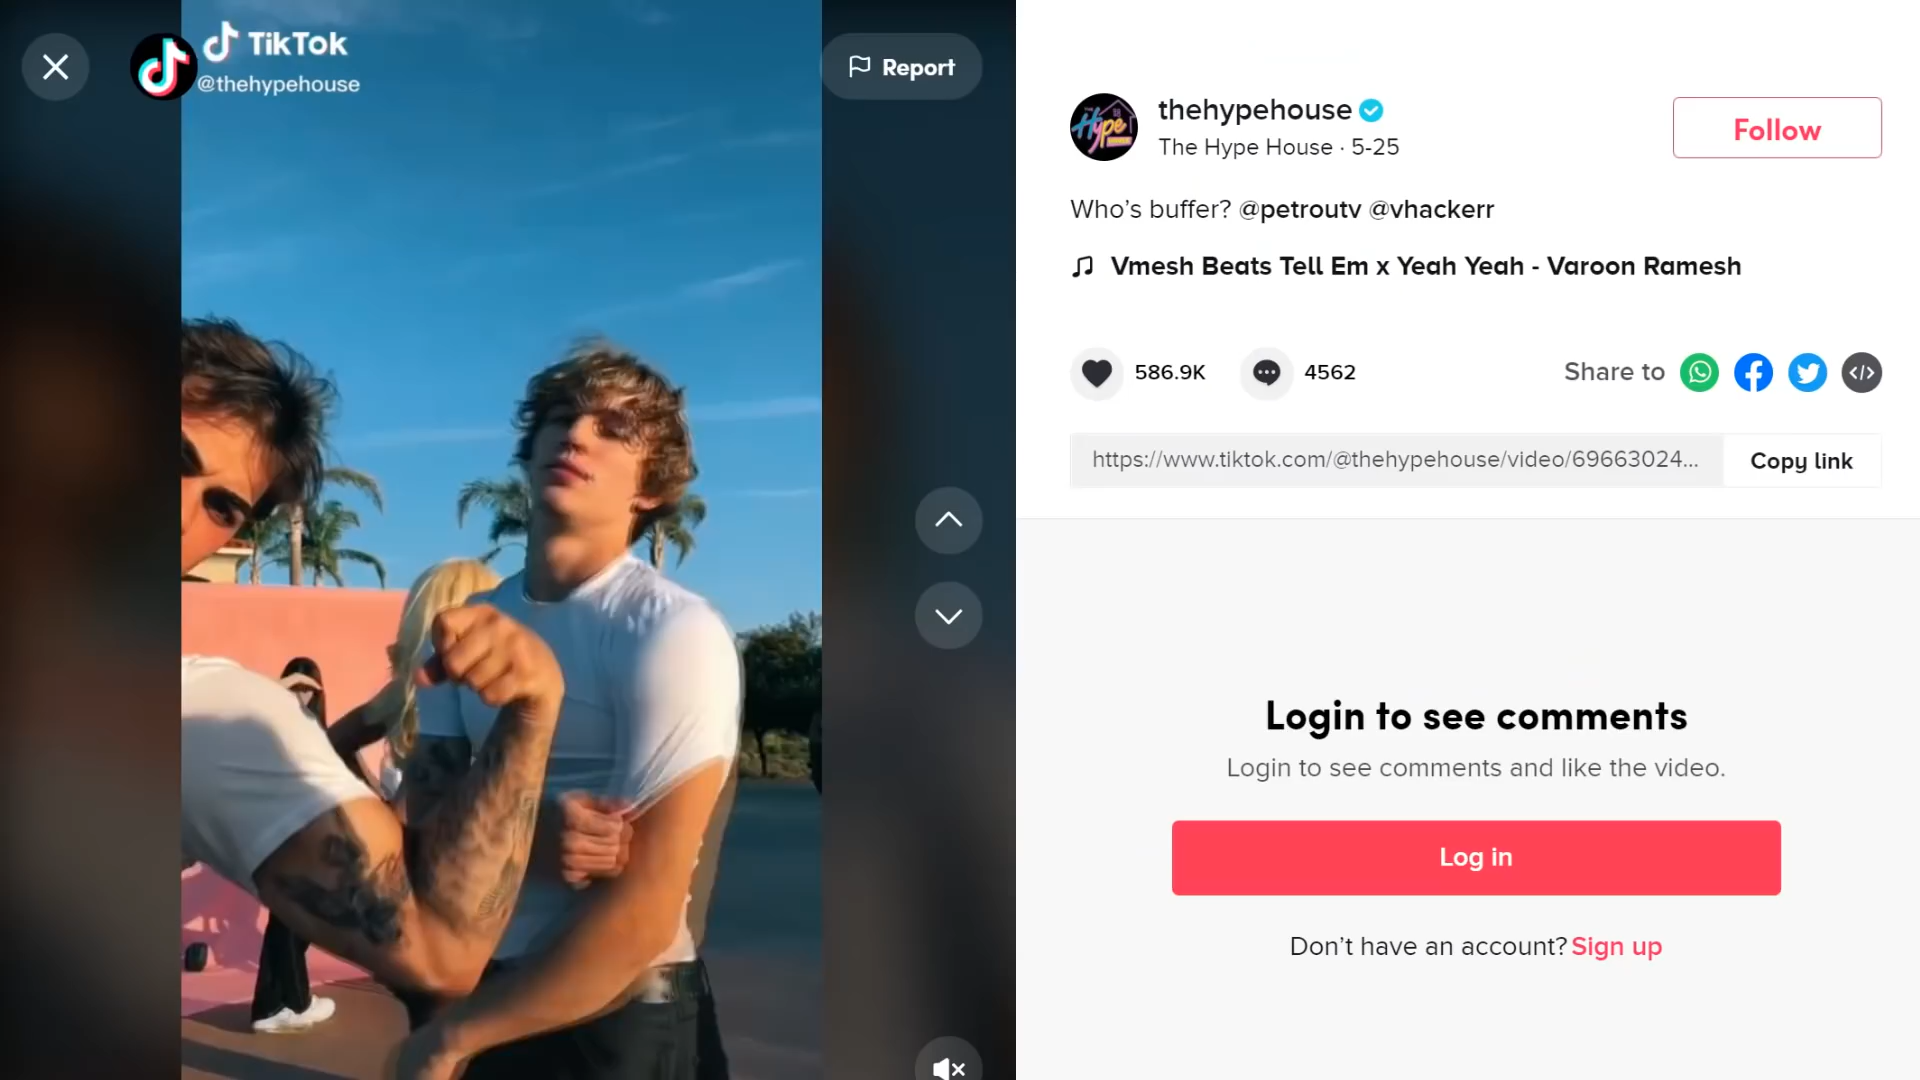 TikTok
@thehypehouse
Report
thehypehouse
The Hype House · 5-25
Follow
Who's buffer? @petroutv @vhackerr
Vmesh Beats Tell Em x Yeah Yeah - Varoon Ramesh
586.9K
4562
Share to
https://www.tiktok.com/@thehypehouse/video/69663024...
Copy link
Login to see comments
Login to see comments and like the video.
Log in
Don't have an account? Sign up